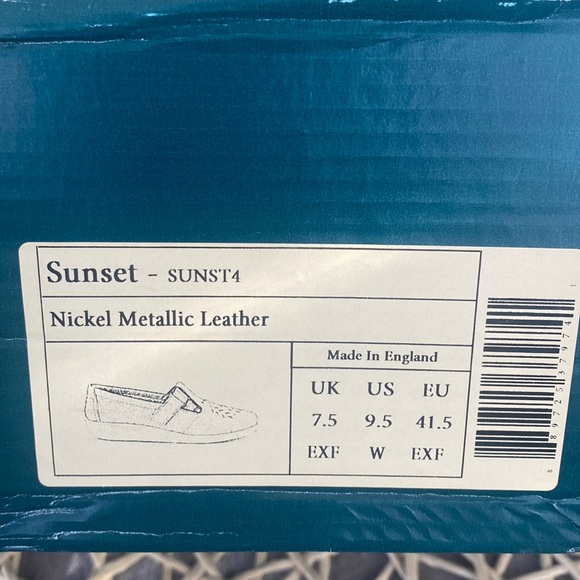 Sunset - SUNST4
Nickel Metallic Leather
Made In England
UK US EU
7.5 9.5 41.5
EXF W EXF